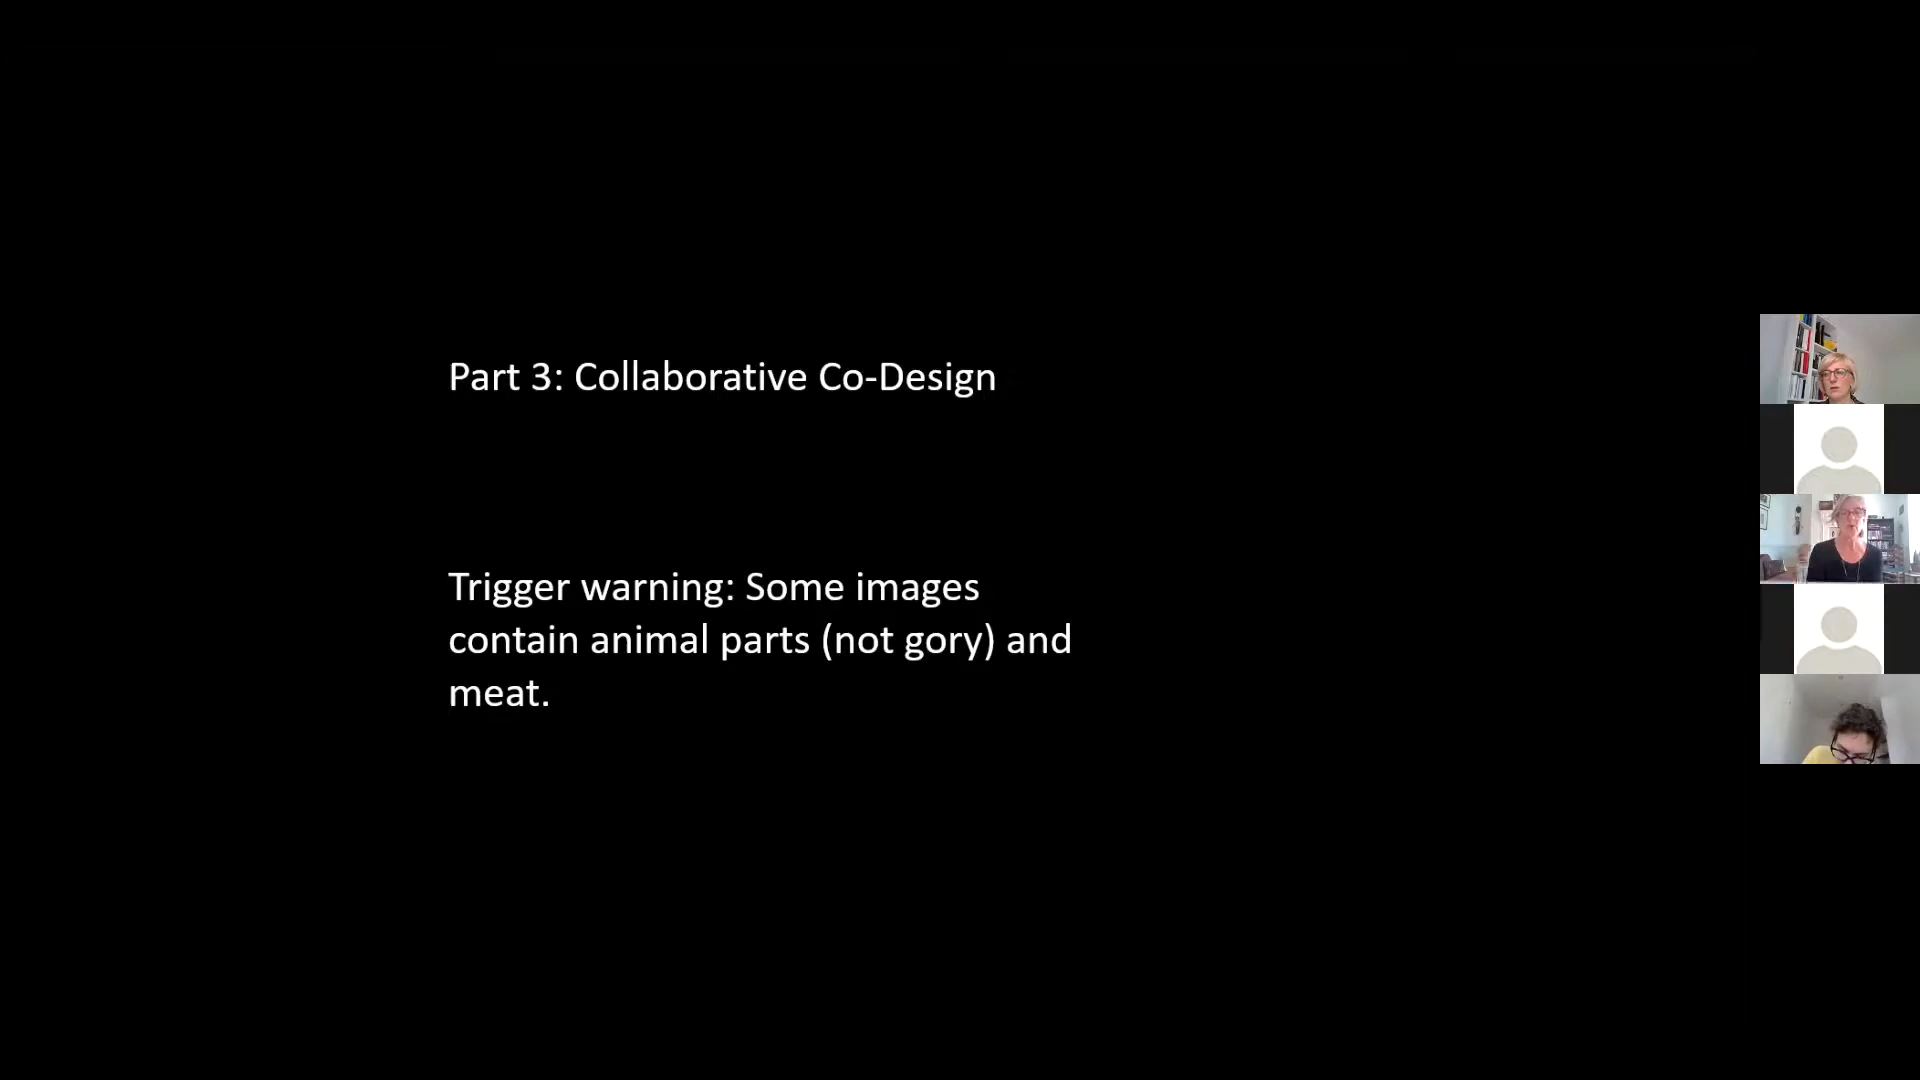 Part 3: Collaborative Co-Design
Trigger warning: Some images
contain animal parts (not gory) and
meat.